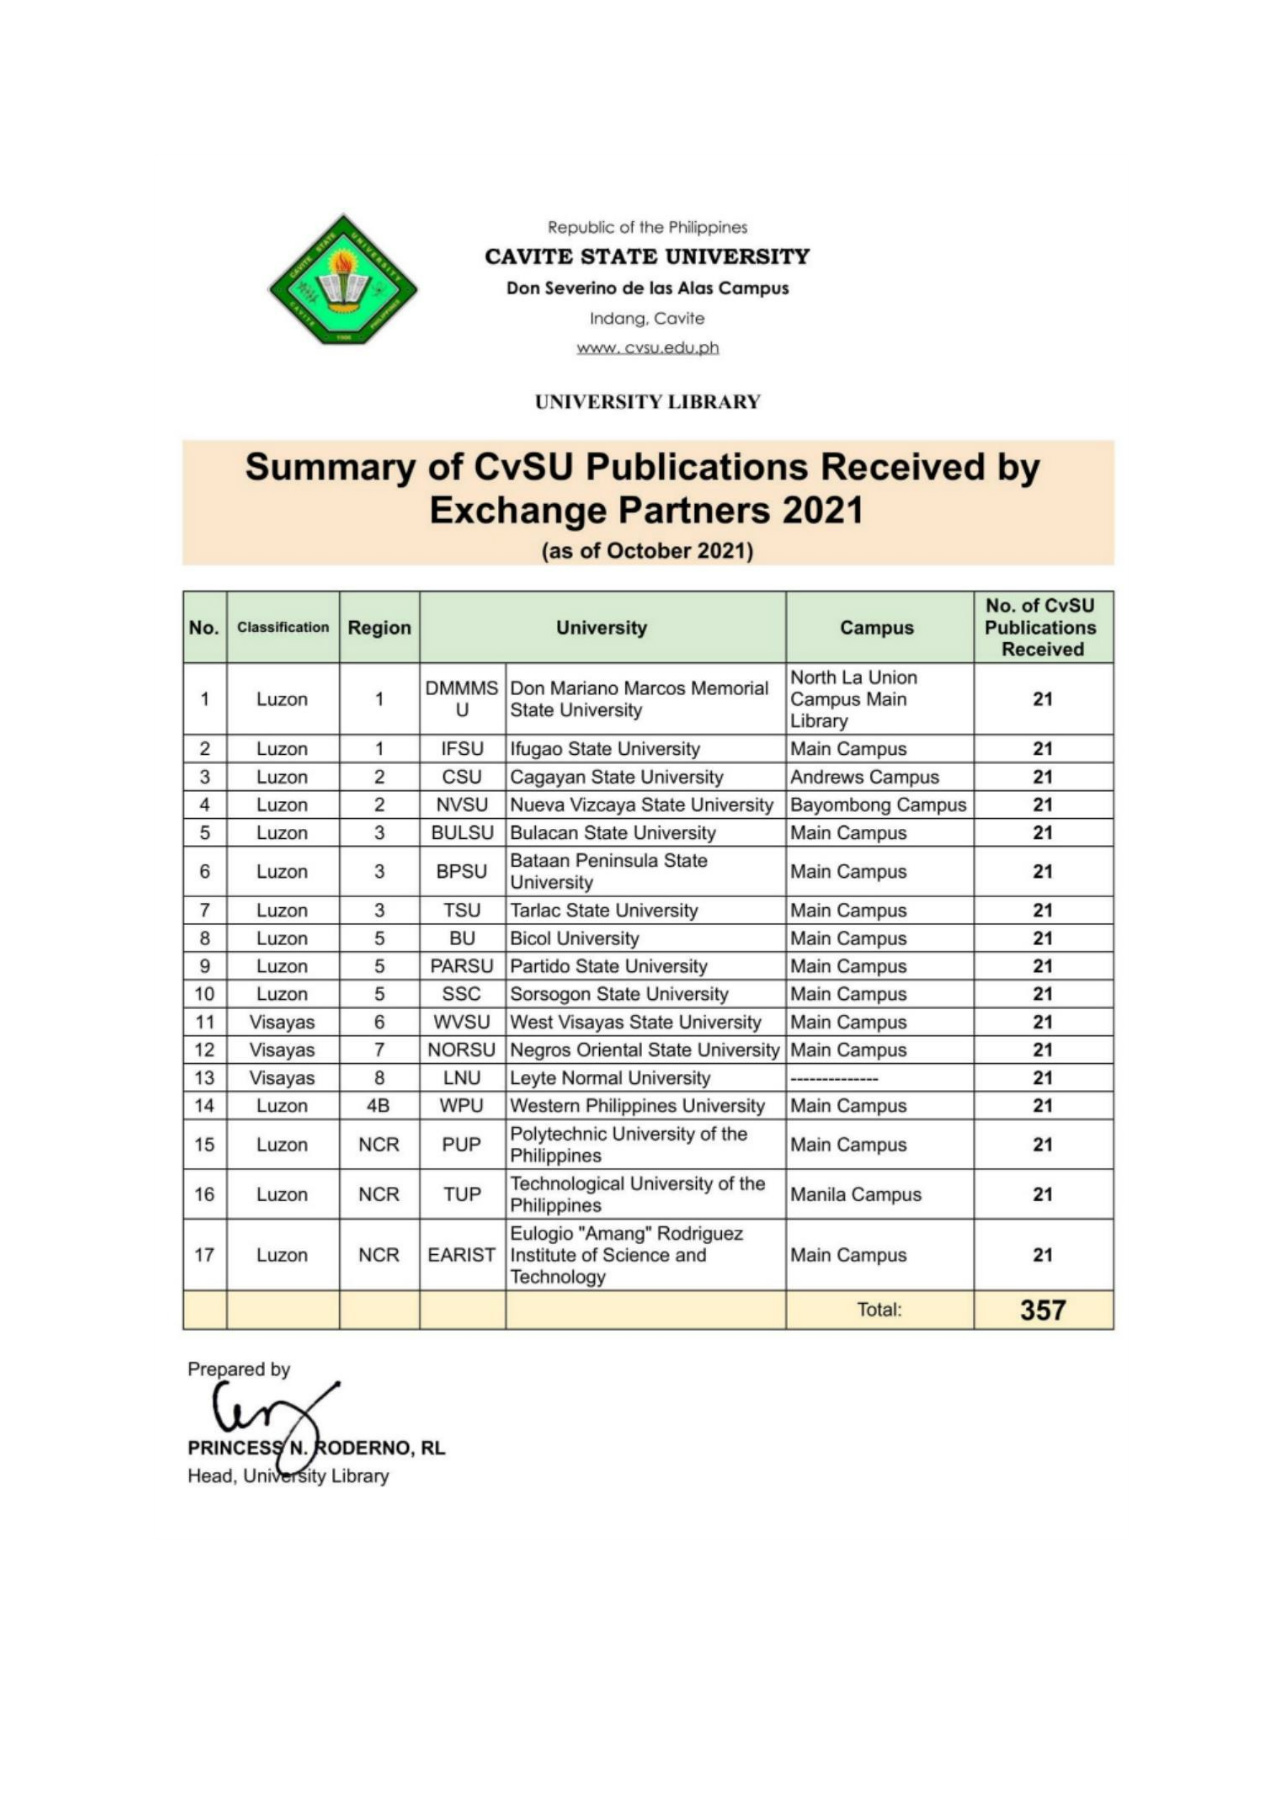 Republic of the Philippines
CAVITE STATE UNIVERSITY
Don Severino de las Alas Campus
Indang, Cavite
www. cvsu.edu.ph
CAVITE STATE UNIVERSITY
CAVITE PHILIPPINES
1906
UNIVERSITY LIBRARY
Summary of CvSU Publications Received by
Exchange Partners 2021
(as of October 2021)
No. Classification Region University Campus No. of CvSU
Publications
Received
1 Luzon 1 DMMMS
U Don Mariano Marcos Memorial
State University North La Union
Campus Main
Library 21
2 Luzon 1 IFSU Ifugao State University Main Campus 21
3 Luzon 2 CSU Cagayan State University Andrews Campus 21
4 Luzon 2 NVSU Nueva Vizcaya State University Bayombong Campus 21
5 Luzon 3 BULSU Bulacan State University Main Campus 21
6 Luzon 3 BPSU Bataan Peninsula State
University Main Campus 21
7 Luzon 3 TSU Tarlac State University Main Campus 21
8 Luzon 5 BU Bicol University Main Campus 21
9 Luzon 5 PARSU Partido State University Main Campus 21
10 Luzon 5 SSC Sorsogon State University Main Campus 21
11 Visayas 6 WVSU West Visayas State University Main Campus 21
12 Visayas 7 NORSU Negros Oriental State University Main Campus 21
13 Visayas 8 LNU Leyte Normal University -------------- 21
14 Luzon 4B WPU Western Philippines University Main Campus 21
15 Luzon NCR PUP Polytechnic University of the
Philippines Main Campus 21
16 Luzon NCR TUP Technological University of the
Philippines Manila Campus 21
17 Luzon NCR EARIST Eulogio "Amang" Rodriguez
Institute of Science and
Technology Main Campus 21
Total: 357
Prepared by
PRINCESS N. RODERNO, RL
Head, University Library